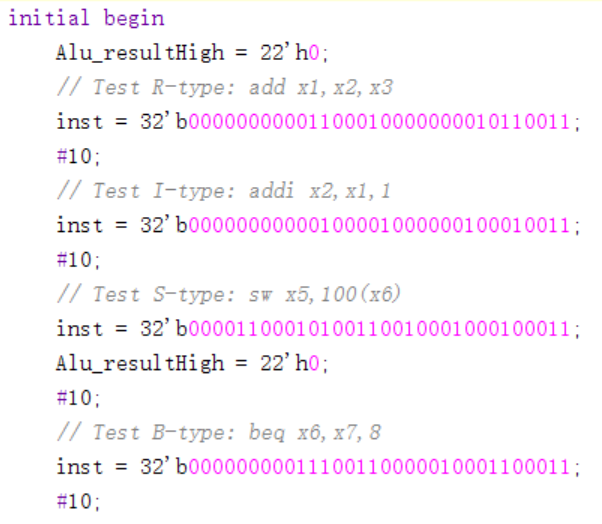 initial begin
Alu_resultHigh = 22'h0;
// Test R-type: add x1,x2,x3
inst = 32'b00000000001100010000000010110011;
#10;
// Test I-type: addi x2,x1,1
inst = 32'b00000000000100001000000100010011;
#10;
// Test S-type: sw x5,100(x6)
inst = 32'b00001100010100110010001000100011;
Alu_resultHigh = 22'h0;
#10;
// Test B-type: beq x6,x7,8
inst = 32'b00000000011100110000010001100011;
#10;